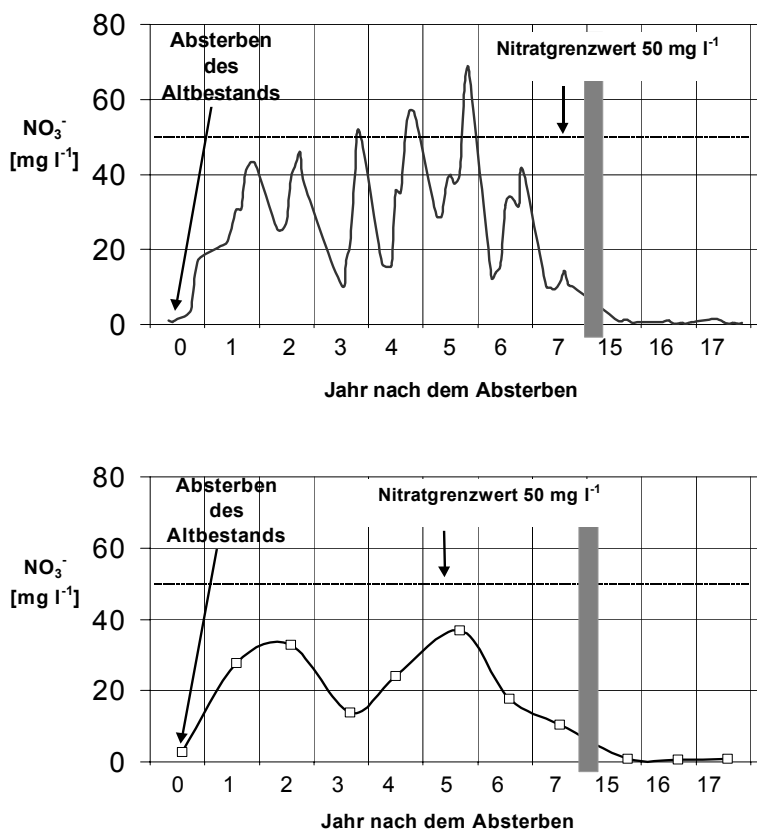 80
Absterben
des
Altbestands
Nitratgrenzwert 50 mg l⁻¹
60
NO₃⁻
[mg l⁻¹]
40
20
0
0 1 2 3 4 5 6 7 15 16 17
Jahr nach dem Absterben
80
Absterben
des
Altbestands
Nitratgrenzwert 50 mg l⁻¹
60
NO₃⁻
[mg l⁻¹]
40
20
0
0 1 2 3 4 5 6 7 15 16 17
Jahr nach dem Absterben